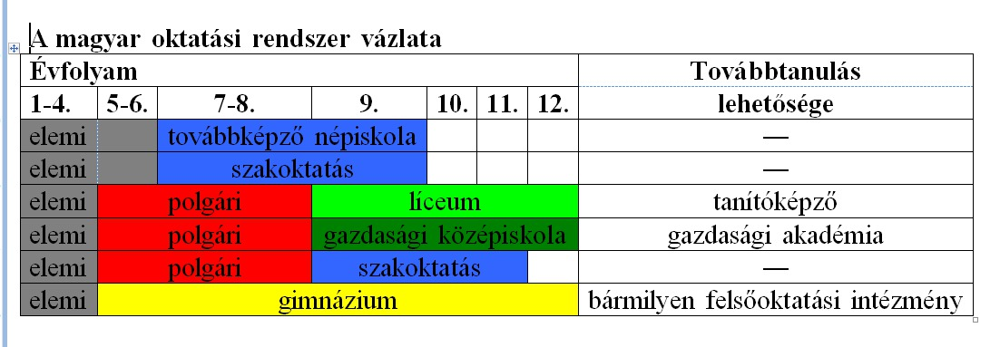 A magyar oktatási rendszer vázlata
Évfolyam Továbbtanulás
1-4. 5-6. 7-8. 9. 10. 11. 12. lehetősége
elemi továbbképző népiskola —
elemi szakoktatás —
elemi polgári líceum tanítóképző
elemi polgári gazdasági középiskola gazdasági akadémia
elemi polgári szakoktatás —
elemi gimnázium bármilyen felsőoktatási intézmény